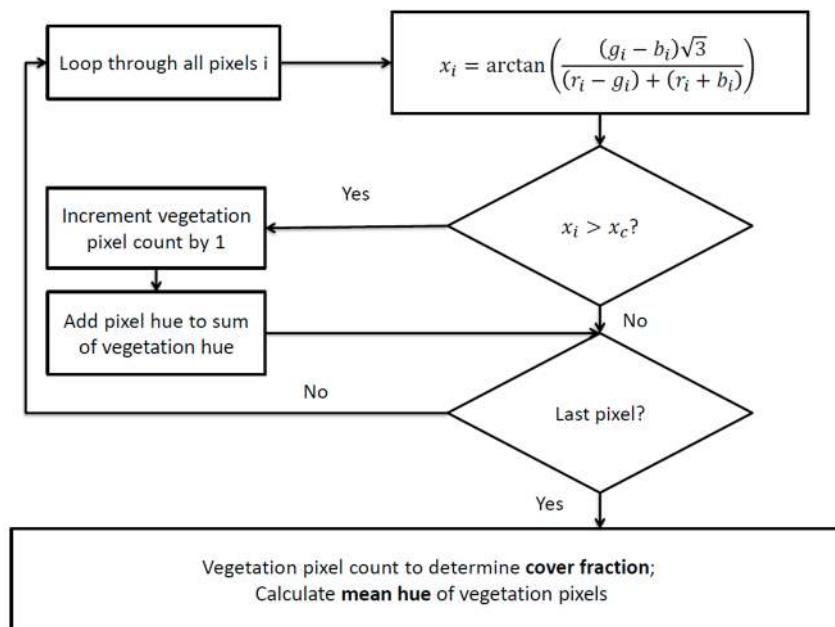 Loop through all pixels i
x_i = arctan( (g_i − b_i)√3 / ((r_i − g_i) + (r_i + b_i)) )
Yes
x_i > x_c?
Increment vegetation
pixel count by 1
Add pixel hue to sum
of vegetation hue
No
No
Last pixel?
Yes
Vegetation pixel count to determine cover fraction;
Calculate mean hue of vegetation pixels